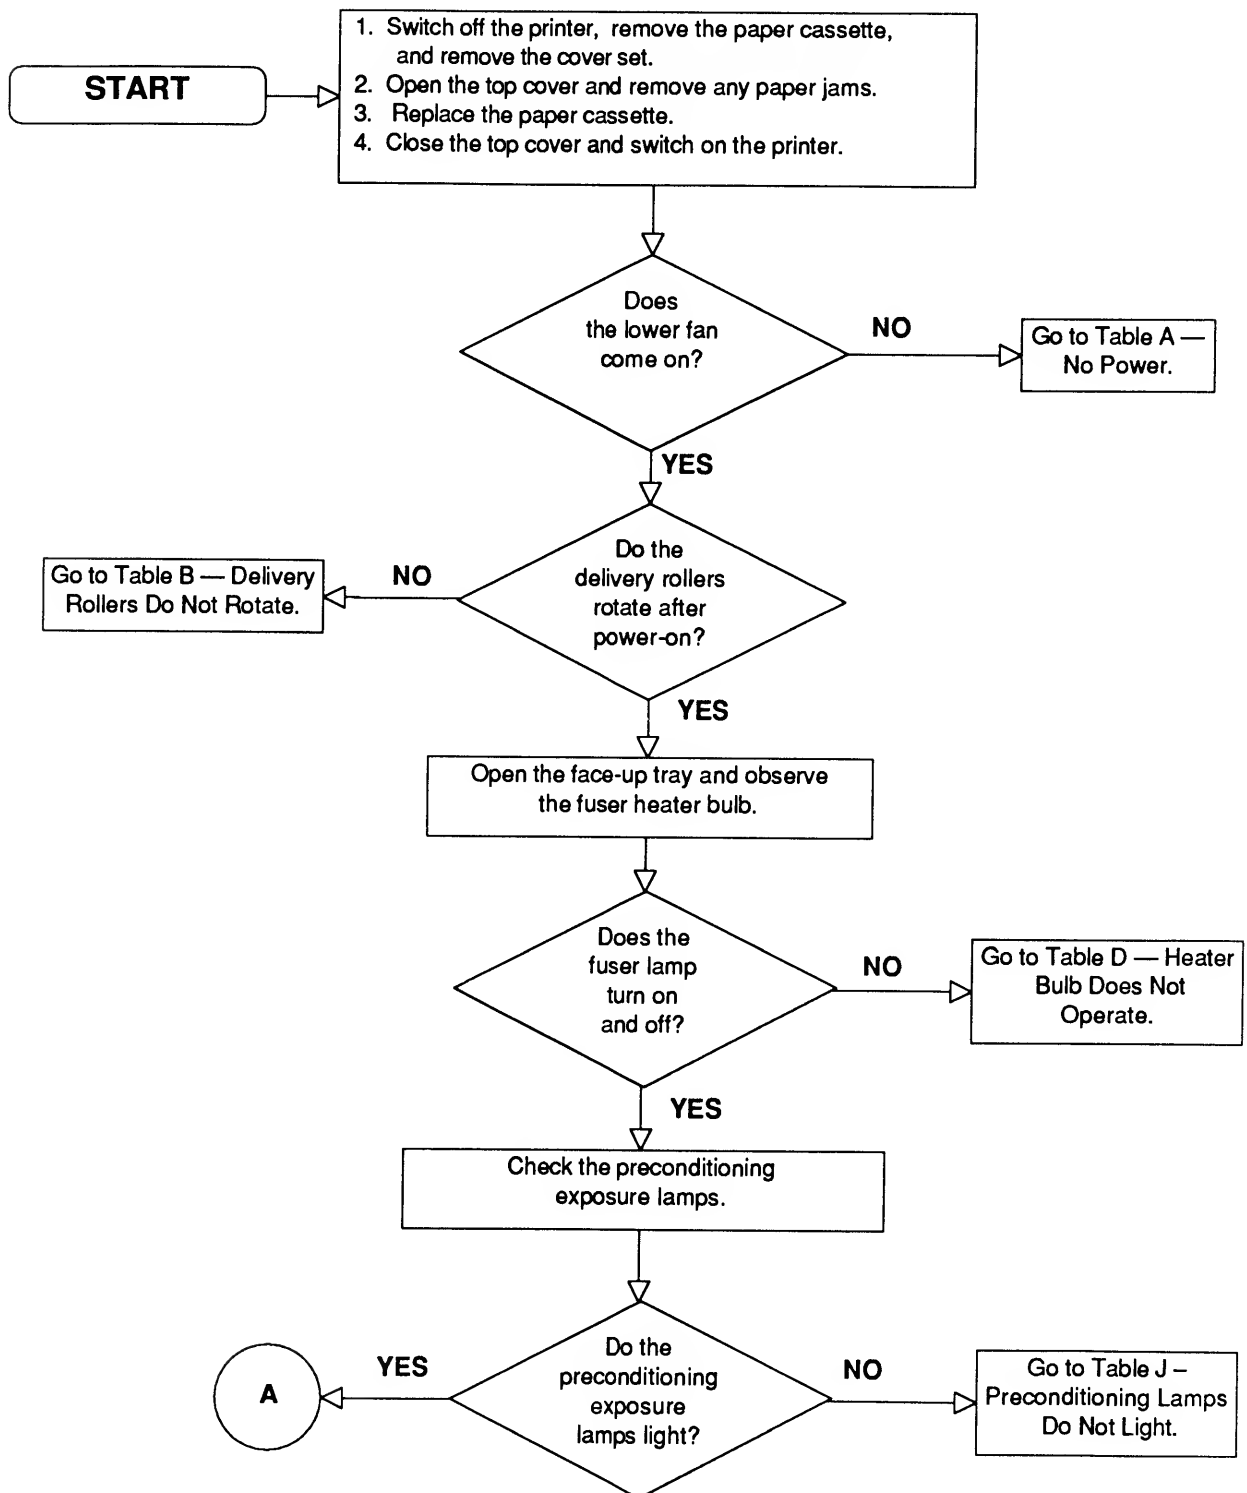 START
1. Switch off the printer, remove the paper cassette,
and remove the cover set.
2. Open the top cover and remove any paper jams.
3. Replace the paper cassette.
4. Close the top cover and switch on the printer.
Does
the lower fan
come on?
NO
Go to Table A —
No Power.
YES
Do the
delivery rollers
rotate after
power-on?
NO
Go to Table B — Delivery
Rollers Do Not Rotate.
YES
Open the face-up tray and observe
the fuser heater bulb.
Does the
fuser lamp
turn on
and off?
NO
Go to Table D — Heater
Bulb Does Not
Operate.
YES
Check the preconditioning
exposure lamps.
Do the
preconditioning
exposure
lamps light?
YES
A
NO
Go to Table J –
Preconditioning Lamps
Do Not Light.